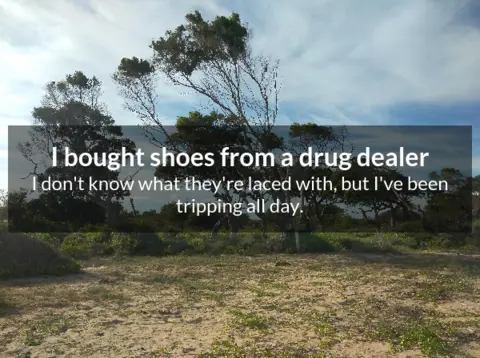 I bought shoes from a drug dealer
I don't know what they're laced with, but I've been
tripping all day.